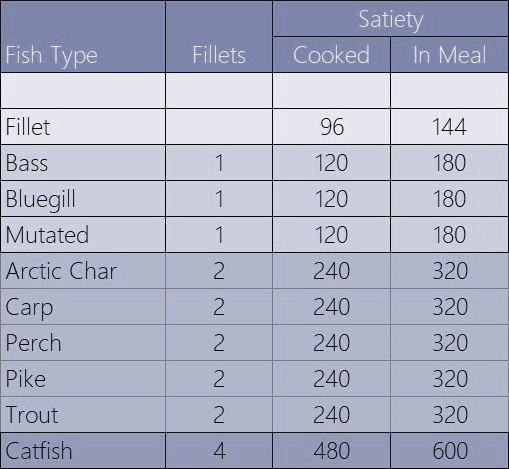 Satiety
Fish Type Fillets Cooked In Meal
Fillet 96 144
Bass 1 120 180
Bluegill 1 120 180
Mutated 1 120 180
Arctic Char 2 240 320
Carp 2 240 320
Perch 2 240 320
Pike 2 240 320
Trout 2 240 320
Catfish 4 480 600